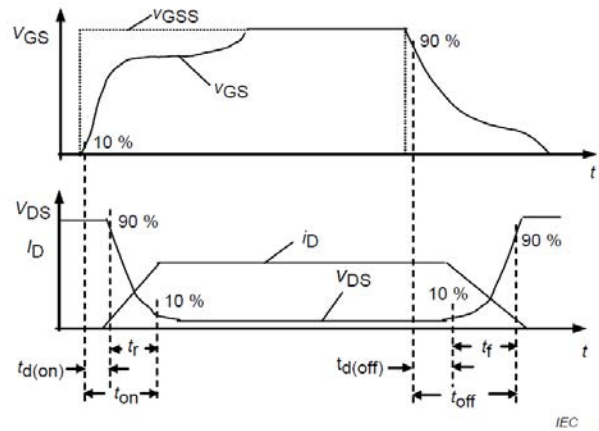 vGSS
VGS
90 %
vGS
10 %
t
VDS
ID
90 %
iD
VDS
10 %
10 %
90 %
tr
tf
t
td(on)
td(off)
ton
toff
IEC